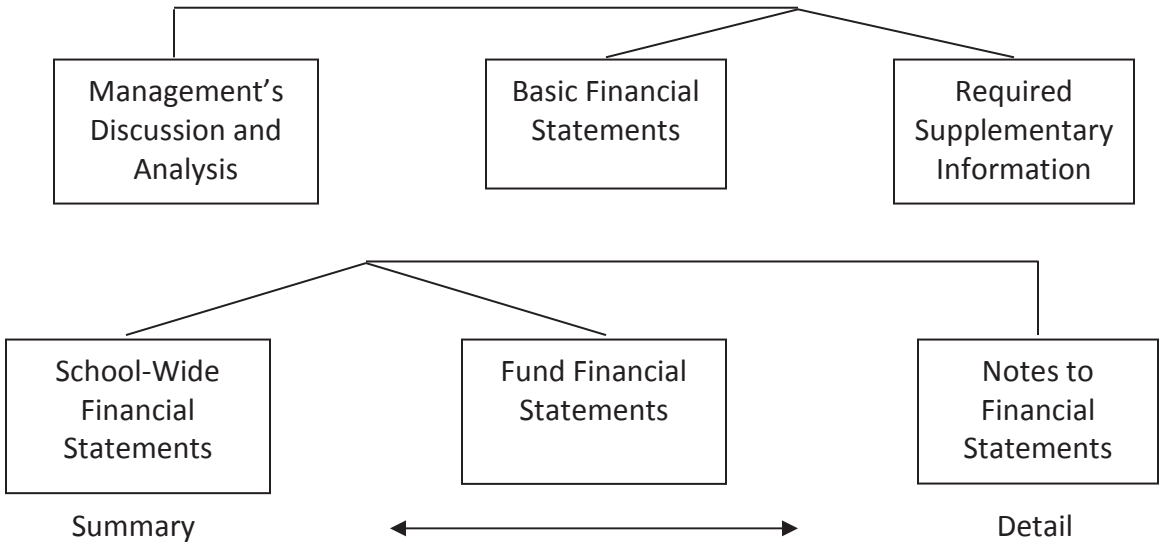 Management’s
Discussion and
Analysis
Basic Financial
Statements
Required
Supplementary
Information
School-Wide
Financial
Statements
Fund Financial
Statements
Notes to
Financial
Statements
Summary
Detail